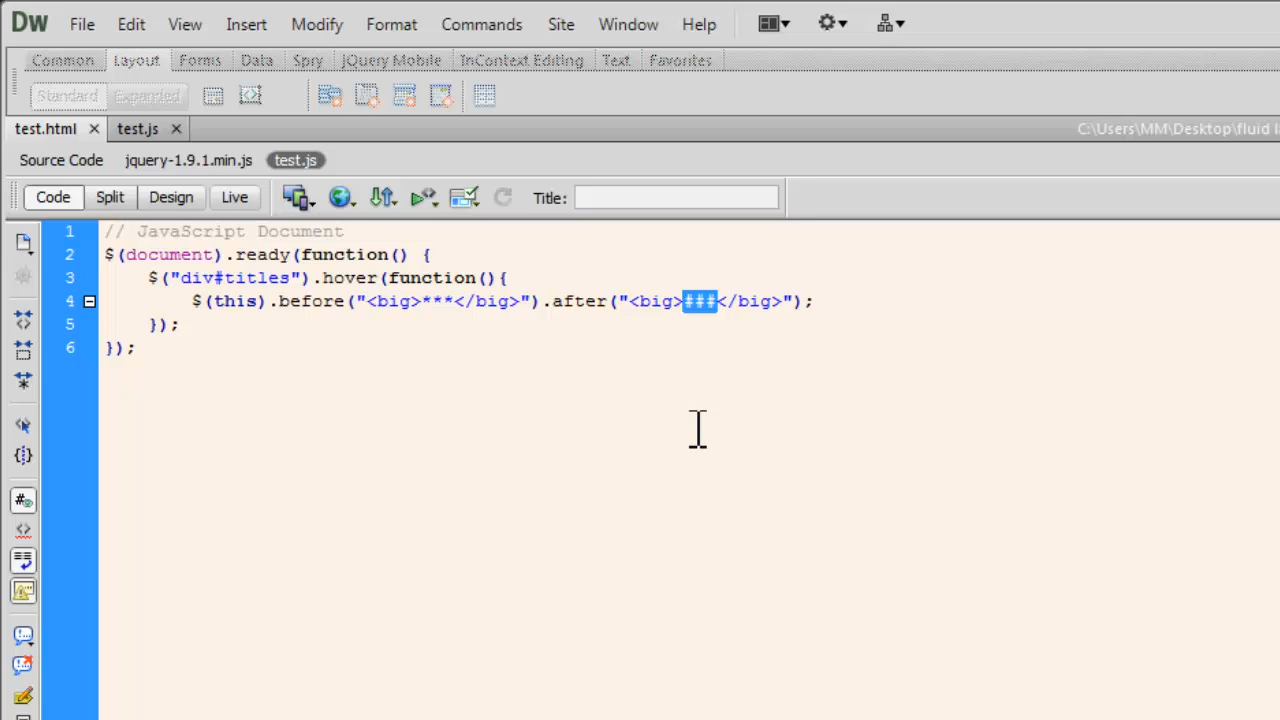 Dw File Edit View Insert Modify Format Commands Site Window Help
Common Layout Forms Data Spry jQuery Mobile InContext Editing Text Favorites
Standard Expanded
test.html test.js C:\Users\MM\Desktop\fluid
Source Code jquery-1.9.1.min.js test.js
Code Split Design Live Title:
1 // JavaScript Document
2 $(document).ready(function() {
3 $("div#titles").hover(function(){
4 $(this).before("<big>***</big>").after("<big>###</big>");
5 });
6 });